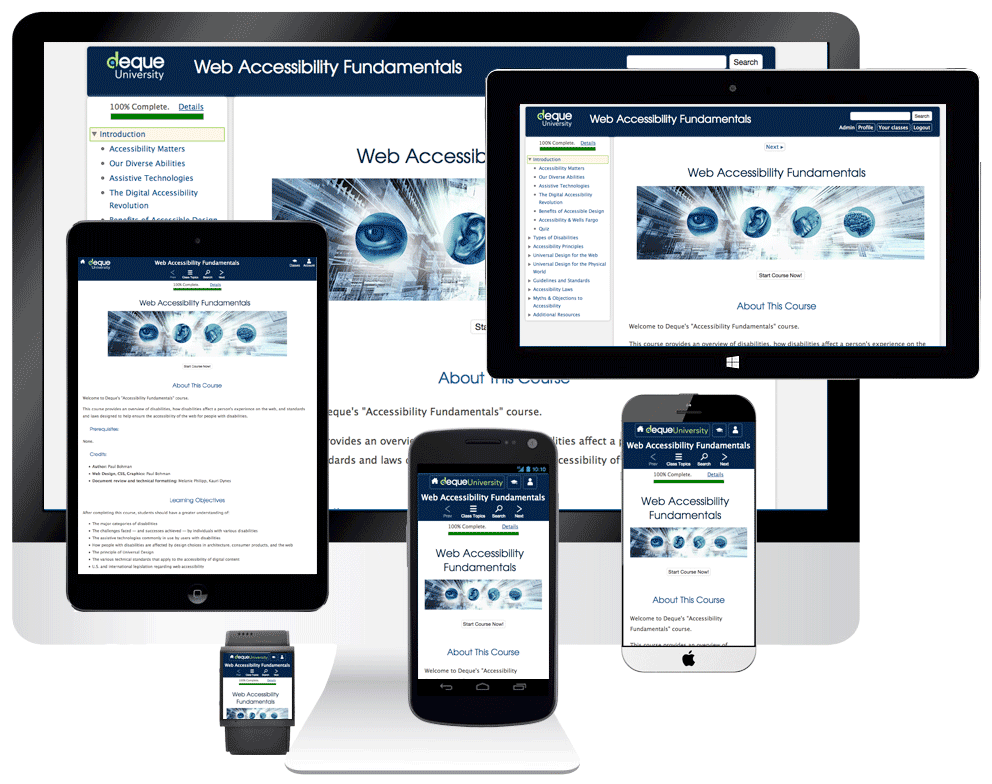 deque
University
Web Accessibility Fundamentals
Search
100% Complete. Details
Introduction
Accessibility Matters
Our Diverse Abilities
Assistive Technologies
The Digital Accessibility
Revolution
Benefits of Accessible Design
Web Accessib
Sta
About This Course
eque's "Accessibility Fundamentals" course.
rovides an overv
ilities affect a p
ndards and laws
ccessibility of
deque
University
Web Accessibility Fundamentals
Search
Admin Profile Your classes Logout
100% Complete. Details
Introduction
Accessibility Matters
Our Diverse Abilities
Assistive Technologies
The Digital Accessibility
Revolution
Benefits of Accessible Design
Accessibility & Wells Fargo
Quiz
Types of Disabilities
Accessibility Principles
Universal Design for the Web
Universal Design for the Physical
World
Guidelines and Standards
Accessibility Laws
Myths & Objections to
Accessibility
Additional Resources
Next
Web Accessibility Fundamentals
Start Course Now!
About This Course
Welcome to Deque's "Accessibility Fundamentals" course.
This course provides an overview of disabilities, how disabilities affect a person's experience on the
deque
University
Web Accessibility Fundamentals
Classes Account
Prev Class Topics Search Next
100% Complete. Details
Web Accessibility Fundamentals
Start Course Now!
About This Course
Welcome to Deque's "Accessibility Fundamentals" course.
This course provides an overview of disabilities, how disabilities affect a person's experience on the web, and standards
and laws designed to help ensure the accessibility of the web for people with disabilities.
Prerequisites:
None.
Credits:
Author: Paul Bohman
Web Design, CSS, Graphics: Paul Bohman
Document review and technical formatting: Melanie Philipp, Kauri Dynes
Learning Objectives
After completing this course, students should have a greater understanding of:
The major categories of disabilities
The challenges faced — and successes achieved — by individuals with various disabilities
The assistive technologies commonly in use by users with disabilities
How people with disabilities are affected by design choices in architecture, consumer products, and the web
The principle of Universal Design
The various technical standards that apply to the accessibility of digital content
U.S. and international legislation regarding web accessibility
10:10
dequeUniversity
Web Accessibility Fundamentals
Prev Class Topics Search Next
100% Complete. Details
Web Accessibility
Fundamentals
Start Course Now!
About This Course
Welcome to Deque's "Accessibility
dequeUniversity
Web Accessibility Fundamentals
Prev Class Topics Search Next
100% Complete. Details
Web Accessibility
Fundamentals
Start Course Now!
About This Course
Welcome to Deque's "Accessibility
Fundamentals" course.
This course provides an overview of
dequeUniversity
Web Accessibility Fundamentals
Prev Class Topics Search Next
100% Complete. Details
Web Accessibility
Fundamentals